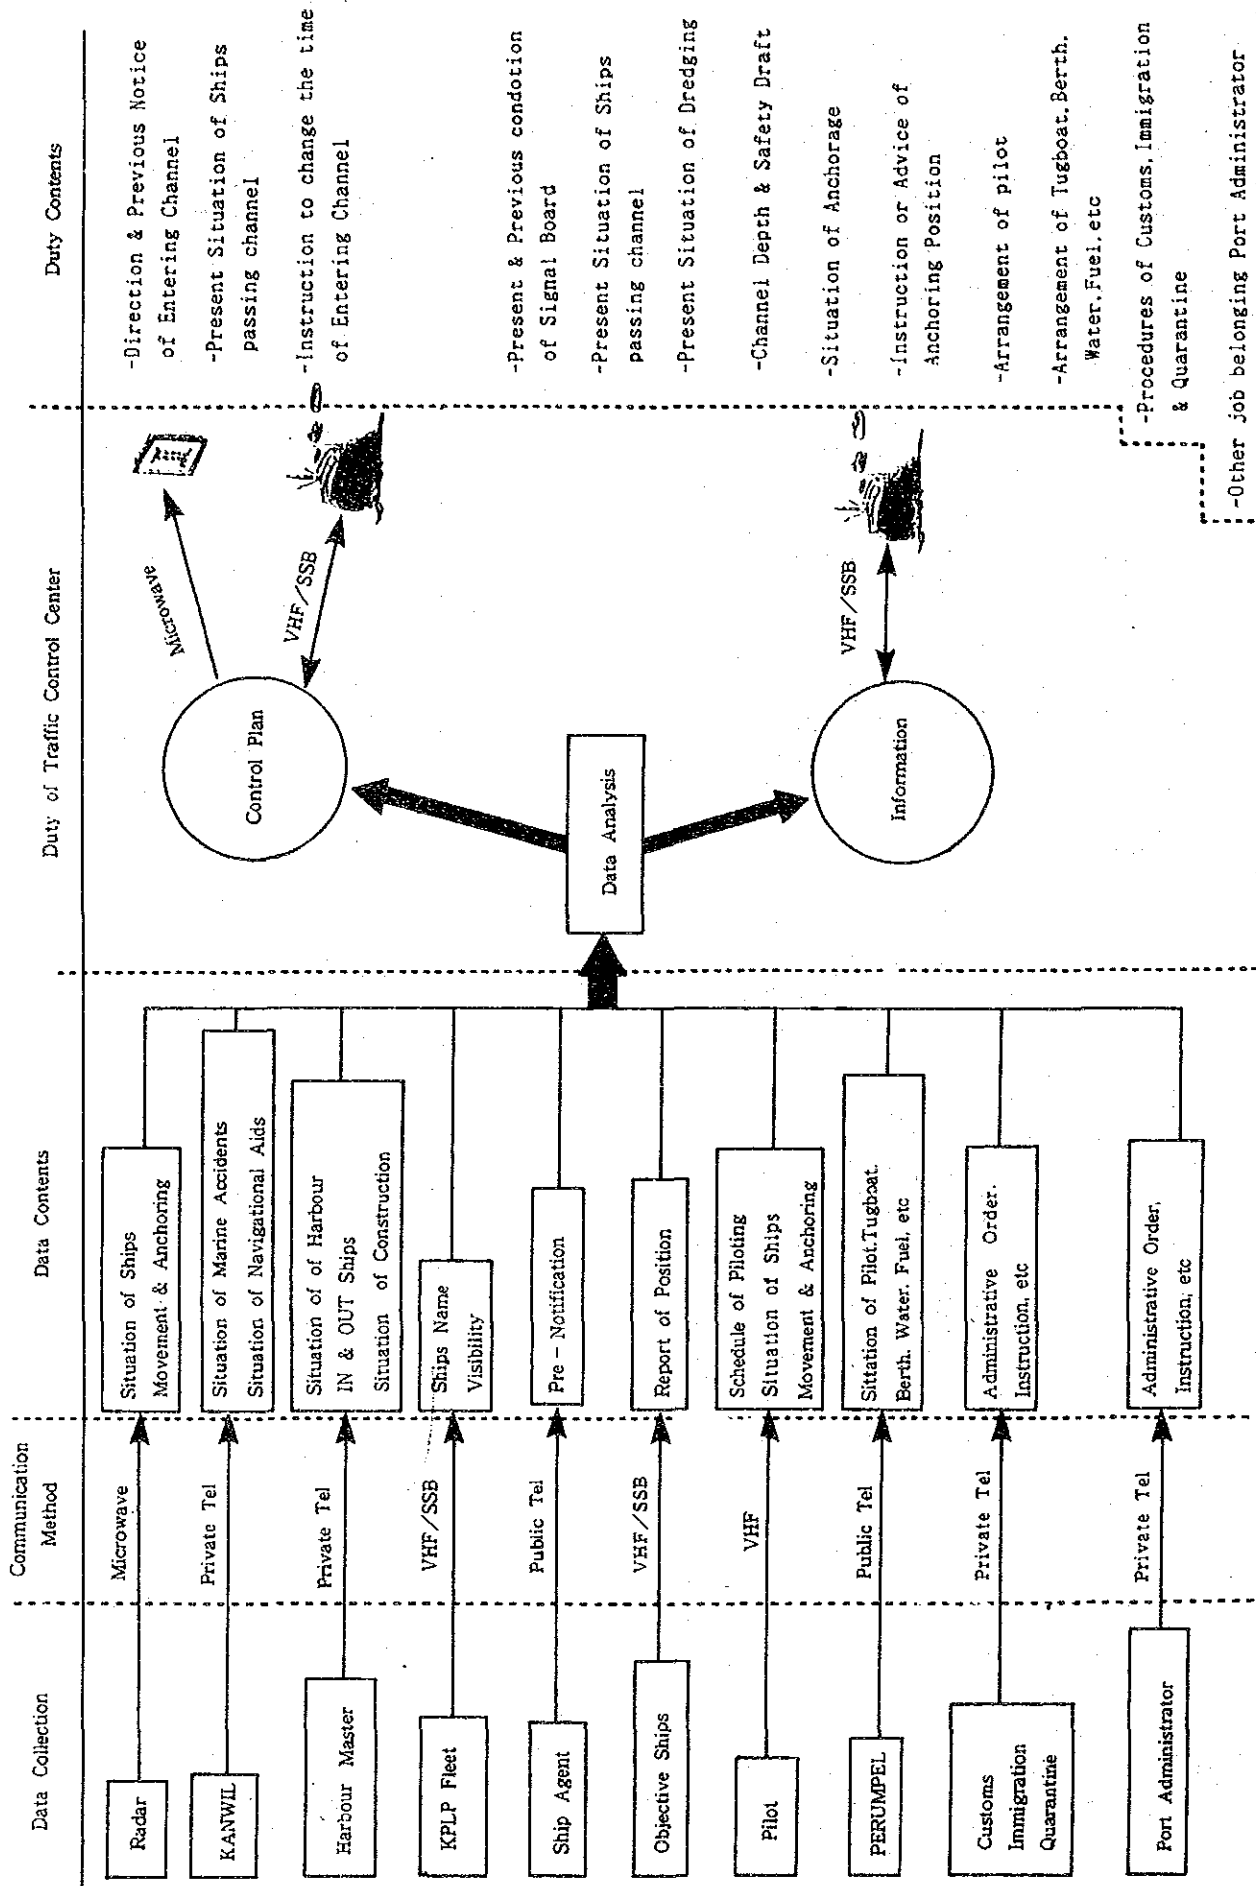 Data Collection
Communication
Method
Data Contents
Duty of Traffic Control Center
Duty Contents
Radar
Microwave
Situation of Ships
Movement & Anchoring
KANWIL
Private Tel
Situation of Marine Accidents
Situation of Navigational Aids
Harbour Master
Private Tel
Situation of of Harbour
IN & OUT Ships
Situation of Construction
KPLP Fleet
VHF/SSB
Ships Name
Visibility
Ship Agent
Public Tel
Pre - Notification
Objective Ships
VHF/SSB
Report of Position
Pilot
VHF
Schedule of Piloting
Situation of Ships
Movement & Anchoring
PERUMPEL
Public Tel
Sittation of Pilot.Tugboat.
Berth. Water. Fuel, etc
Customs
Immigration
Quarantine
Private Tel
Administrative Order.
Instruction, etc
Port Administrator
Private Tel
Administrative Order,
Instruction, etc
Data Analysis
Control Plan
Microwave
VHF/SSB
Information
VHF/SSB
-Direction & Previous Notice
of Entering Channel
-Present Situation of Ships
passing channel
-Instruction to change the time
of Entering Channel
-Present & Previous condotion
of Signal Board
-Present Situation of Ships
passing channel
-Present Situation of Dredging
-Channel Depth & Safety Draft
-Situation of Anchorage
-Instruction or Advice of
Anchoring Position
-Arrangement of pilot
-Arrangement of Tugboat.Berth.
Water.Fuel.etc
-Procedures of Customs,Immigration
& Quarantine
-Other job belonging Port Administrator